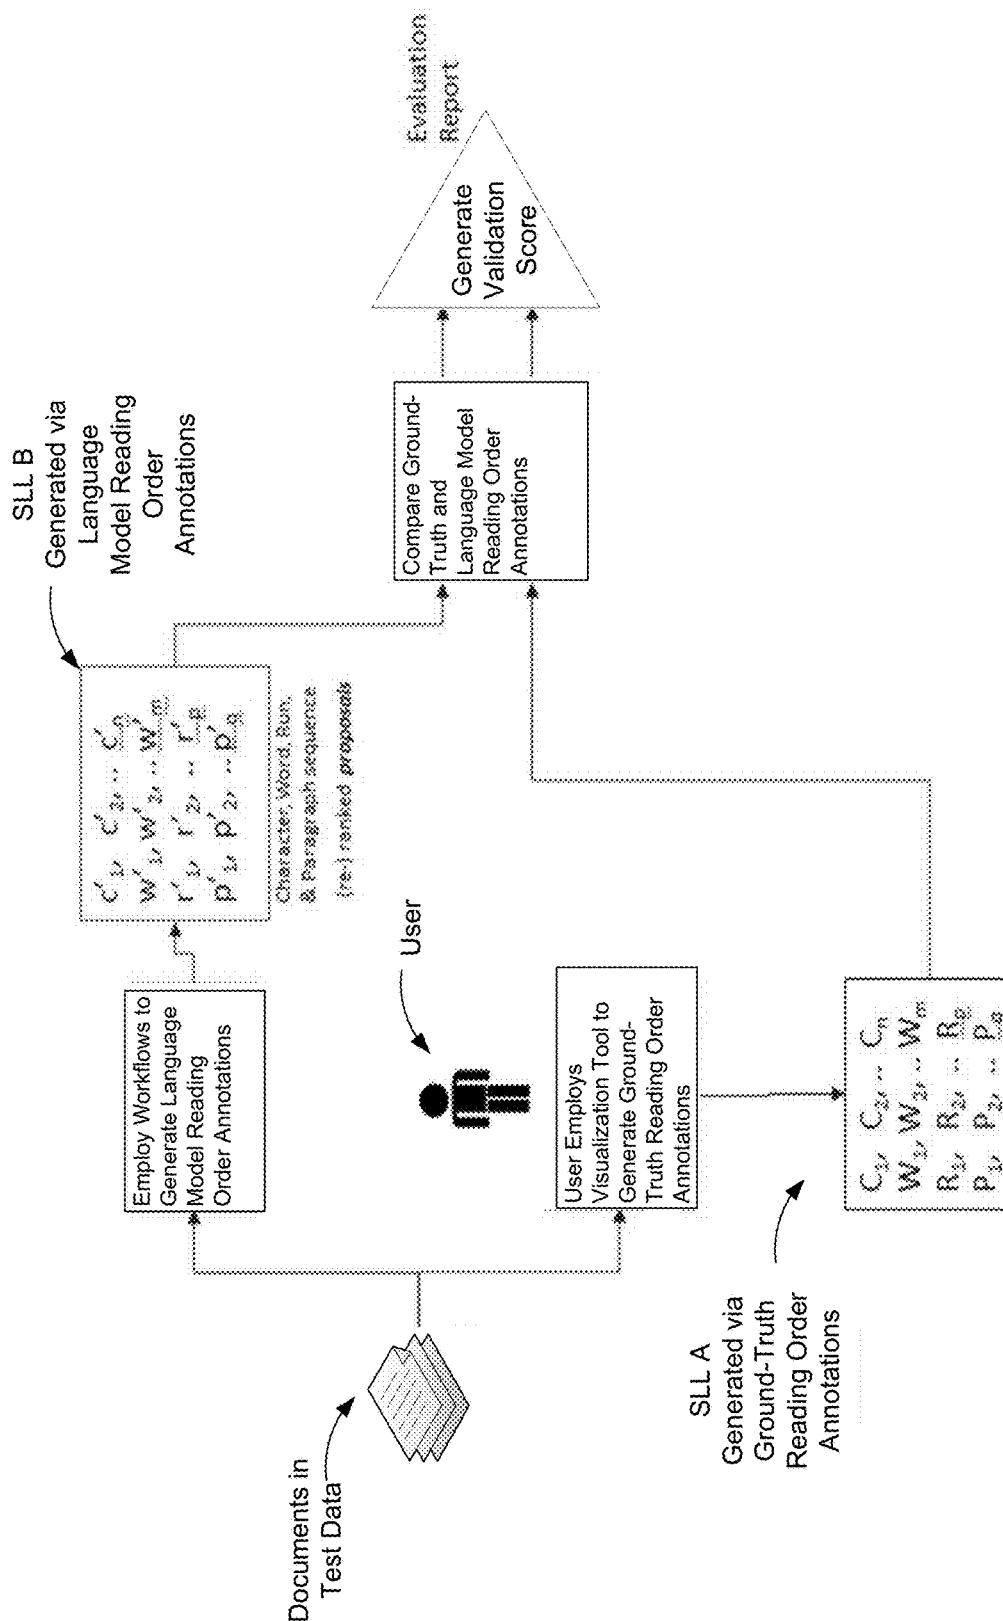 Documents in
Test Data
Employ Workflows to
Generate Language
Model Reading
Order Annotations
c'1, c'2, .. c'n
w'1, w'2, .. w'm
r'1, r'2, .. r'g
p'1, p'2, .. p'q
Character, Word, Run,
& Paragraph sequence
(re-) ranked proposals
SLL B
Generated via
Language
Model Reading
Order
Annotations
User
User Employs
Visualization Tool to
Generate Ground-
Truth Reading Order
Annotations
SLL A
Generated via
Ground-Truth
Reading Order
Annotations
C1, C2, .. Cn
W1, W2, .. Wm
R1, R2, .. Rg
P1, P2, .. Pq
Compare Ground-
Truth and
Language Model
Reading Order
Annotations
Generate
Validation
Score
Evaluation
Report